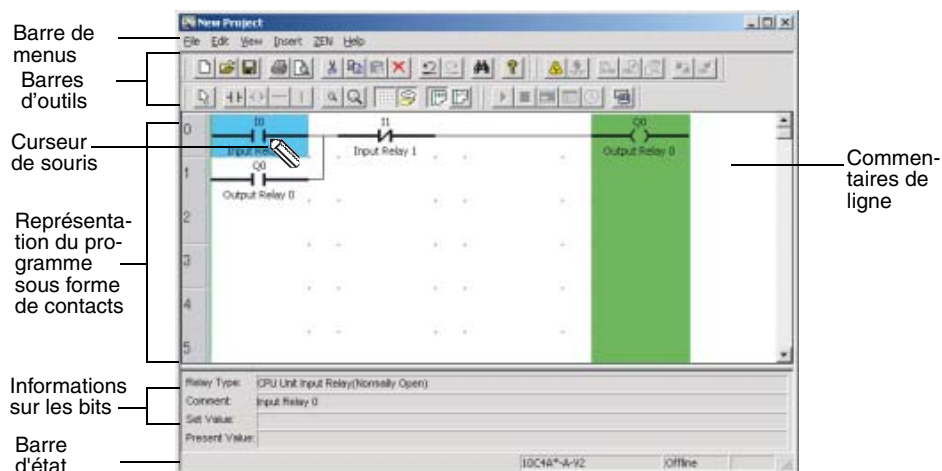 New Project
File Edit View Insert ZEN Help
Barre de
menus
Barres
d'outils
Curseur
de souris
Représenta-
tion du pro-
gramme
sous forme
de contacts
Informations
sur les bits
Barre
d'état
0
I0
I1
Q0
Input Relay 1
Output Relay 0
1
Q0
Output Relay 0
2
3
4
5
Commen-
taires de
ligne
Relay Type: CPU Unit Input Relay(Normally Open)
Comment: Input Relay 0
Set Value:
Present Value:
10C4A*-A-V2
Offline